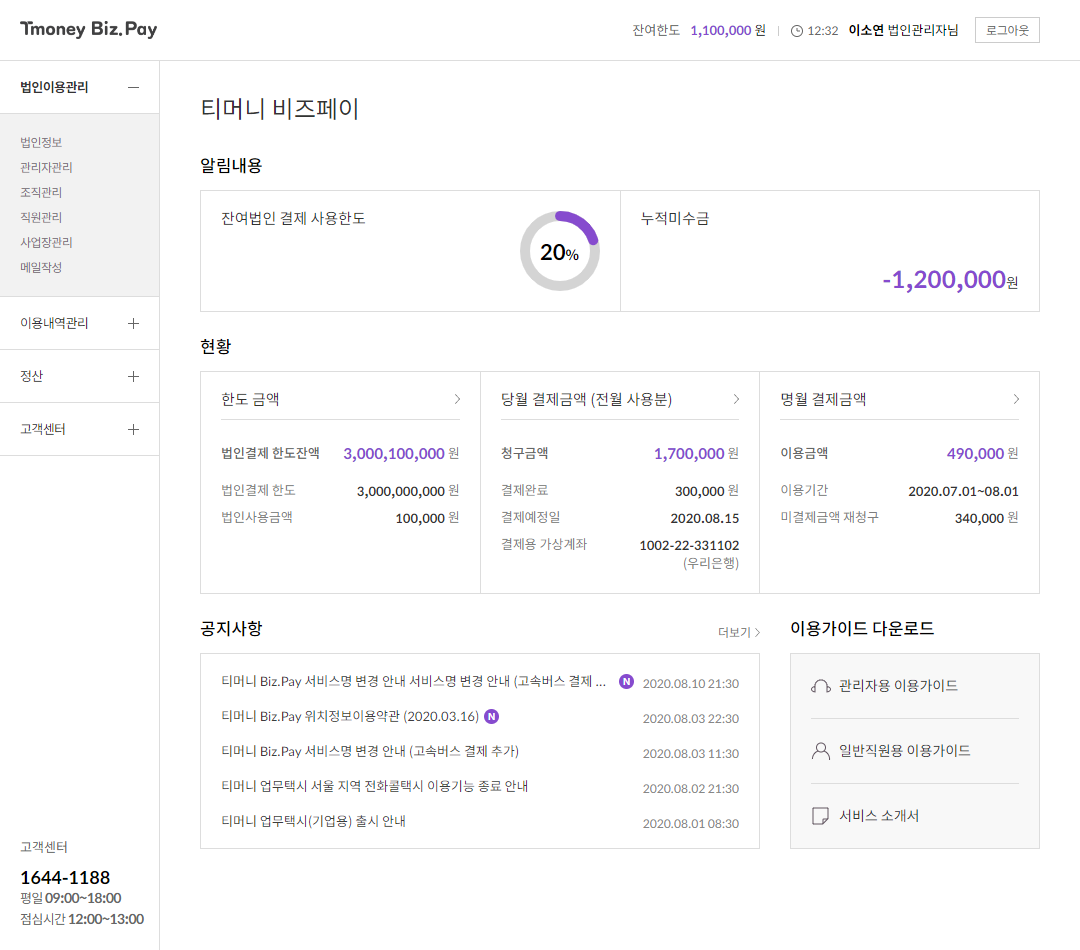 Tmoney Biz.Pay
잔여한도 1,100,000 원 12:32 이소연 법인관리자님 로그아웃
법인이용관리
법인정보
관리자관리
조직관리
직원관리
사업장관리
메일작성
이용내역관리
정산
고객센터
고객센터
1644-1188
평일 09:00~18:00
점심시간 12:00~13:00
티머니 비즈페이
알림내용
잔여법인 결제 사용한도
20%
누적미수금
-1,200,000원
현황
한도 금액
법인결제 한도잔액 3,000,100,000 원
법인결제 한도 3,000,000,000 원
법인사용금액 100,000 원
당월 결제금액 (전월 사용분)
청구금액 1,700,000 원
결제완료 300,000 원
결제예정일 2020.08.15
결제용 가상계좌 1002-22-331102
(우리은행)
명월 결제금액
이용금액 490,000 원
이용기간 2020.07.01~08.01
미결제금액 재청구 340,000 원
공지사항 더보기
티머니 Biz.Pay 서비스명 변경 안내 서비스명 변경 안내 (고속버스 결제 ... N 2020.08.10 21:30
티머니 Biz.Pay 위치정보이용약관 (2020.03.16) N 2020.08.03 22:30
티머니 Biz.Pay 서비스명 변경 안내 (고속버스 결제 추가) 2020.08.03 11:30
티머니 업무택시 서울 지역 전화콜택시 이용기능 종료 안내 2020.08.02 21:30
티머니 업무택시(기업용) 출시 안내 2020.08.01 08:30
이용가이드 다운로드
관리자용 이용가이드
일반직원용 이용가이드
서비스 소개서